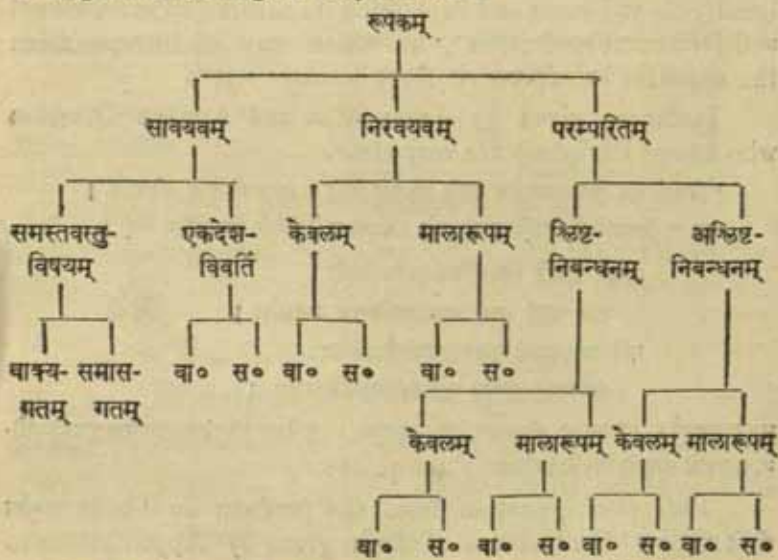 रूपकम्
सावयवम् निरवयवम् परम्परितम्
समस्तवस्तु- एकदेश- केवलम् मालारूपम् श्लिष्ट- अश्लिष्ट-
विषयम् विवर्ति निबन्धनम् निबन्धनम्
वाक्य- समास- वा० स० वा० स० वा० स०
गतम् गतम्
केवलम् मालारूपम् केवलम् मालारूपम्
वा० स० वा० स० वा० स० वा० स०